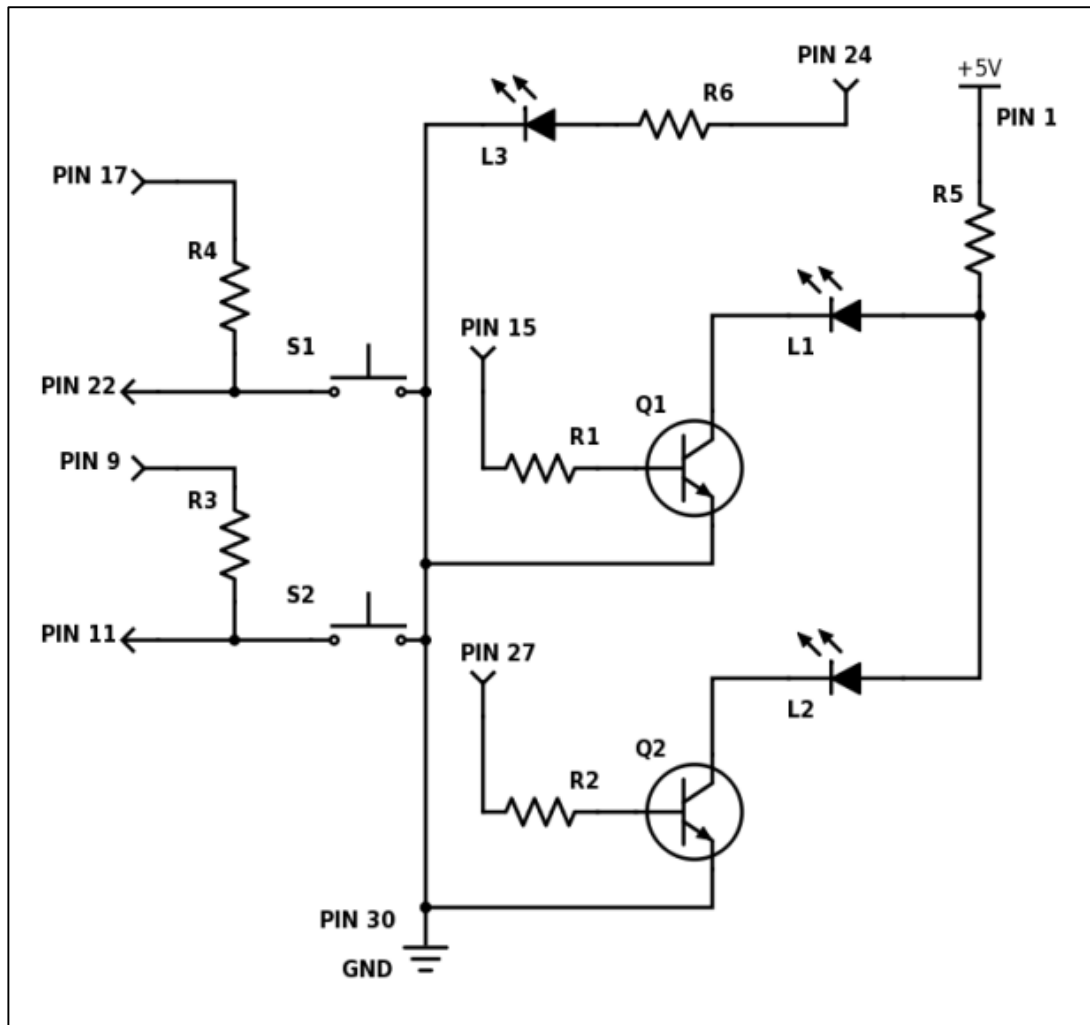 PIN 24
+5V
R6
PIN 1
L3
PIN 17
R5
R4
PIN 15
S1
L1
PIN 22
Q1
R1
PIN 9
R3
S2
PIN 11
PIN 27
L2
Q2
R2
PIN 30
GND